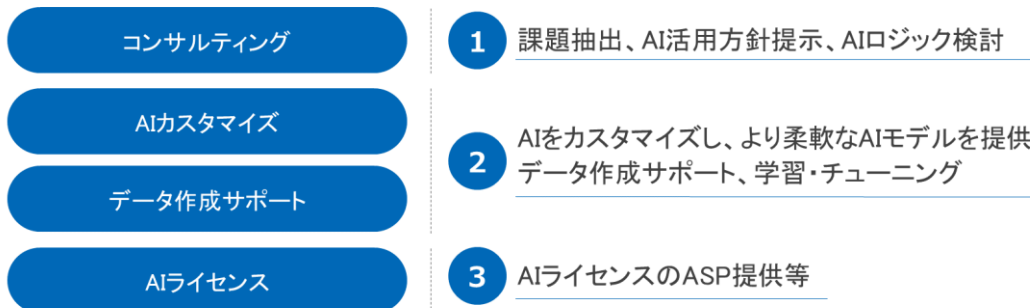 コンサルティング
1 課題抽出、AI活用方針提示、AIロジック検討
AIカスタマイズ
データ作成サポート
2 AIをカスタマイズし、より柔軟なAIモデルを提供
データ作成サポート、学習・チューニング
AIライセンス
3 AIライセンスのASP提供等